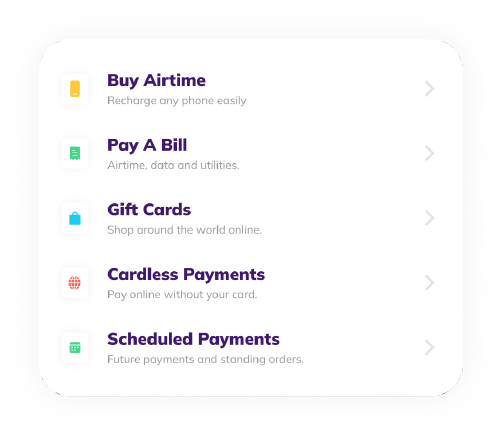 Buy Airtime
Recharge any phone easily
Pay A Bill
Airtime, data and utilities.
Gift Cards
Shop around the world online.
Cardless Payments
Pay online without your card.
Scheduled Payments
Future payments and standing orders.